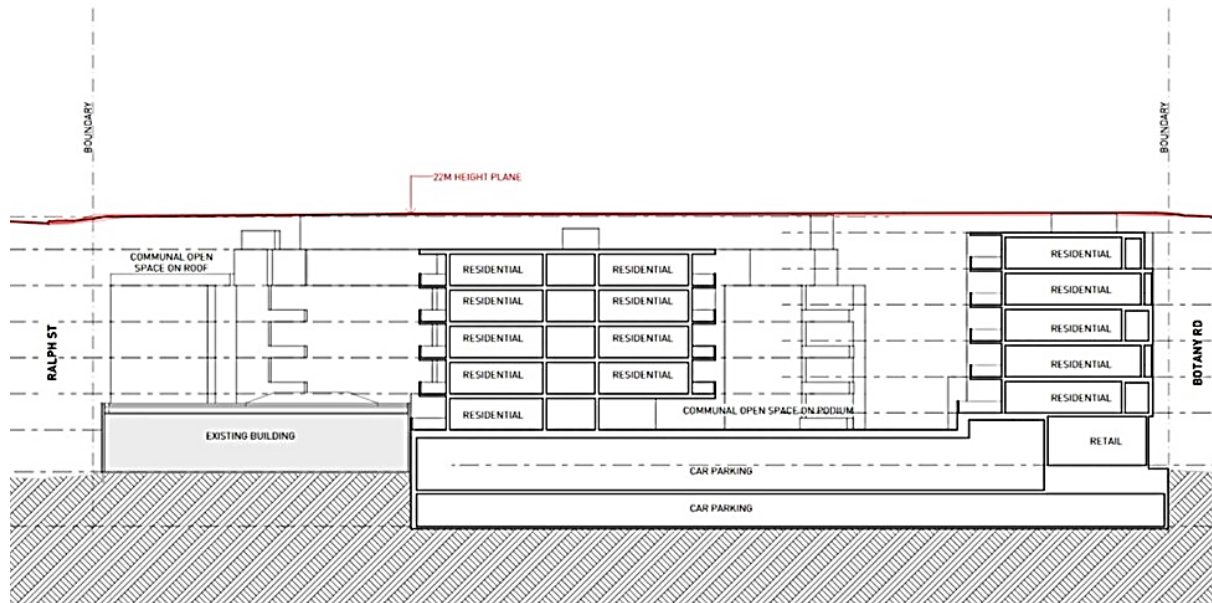 BOUNDARY
BOUNDARY
22M HEIGHT PLANE
COMMUNAL OPEN
SPACE ON ROOF
RESIDENTIAL
RESIDENTIAL
RESIDENTIAL
RESIDENTIAL
RESIDENTIAL
RESIDENTIAL
RESIDENTIAL
RESIDENTIAL
RESIDENTIAL
RESIDENTIAL
RESIDENTIAL
RESIDENTIAL
RESIDENTIAL
RESIDENTIAL
RALPH ST
BOTANY RD
COMMUNAL OPEN SPACE ON PODIUM
EXISTING BUILDING
RETAIL
CAR PARKING
CAR PARKING